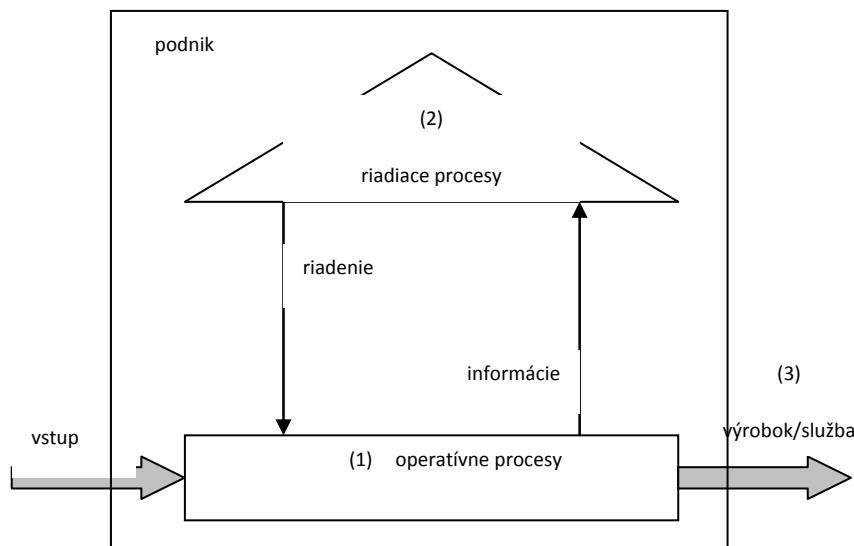 podnik
(2)
riadiace procesy
riadenie
informácie
(3)
vstup
výrobok/služba
(1) operatívne procesy